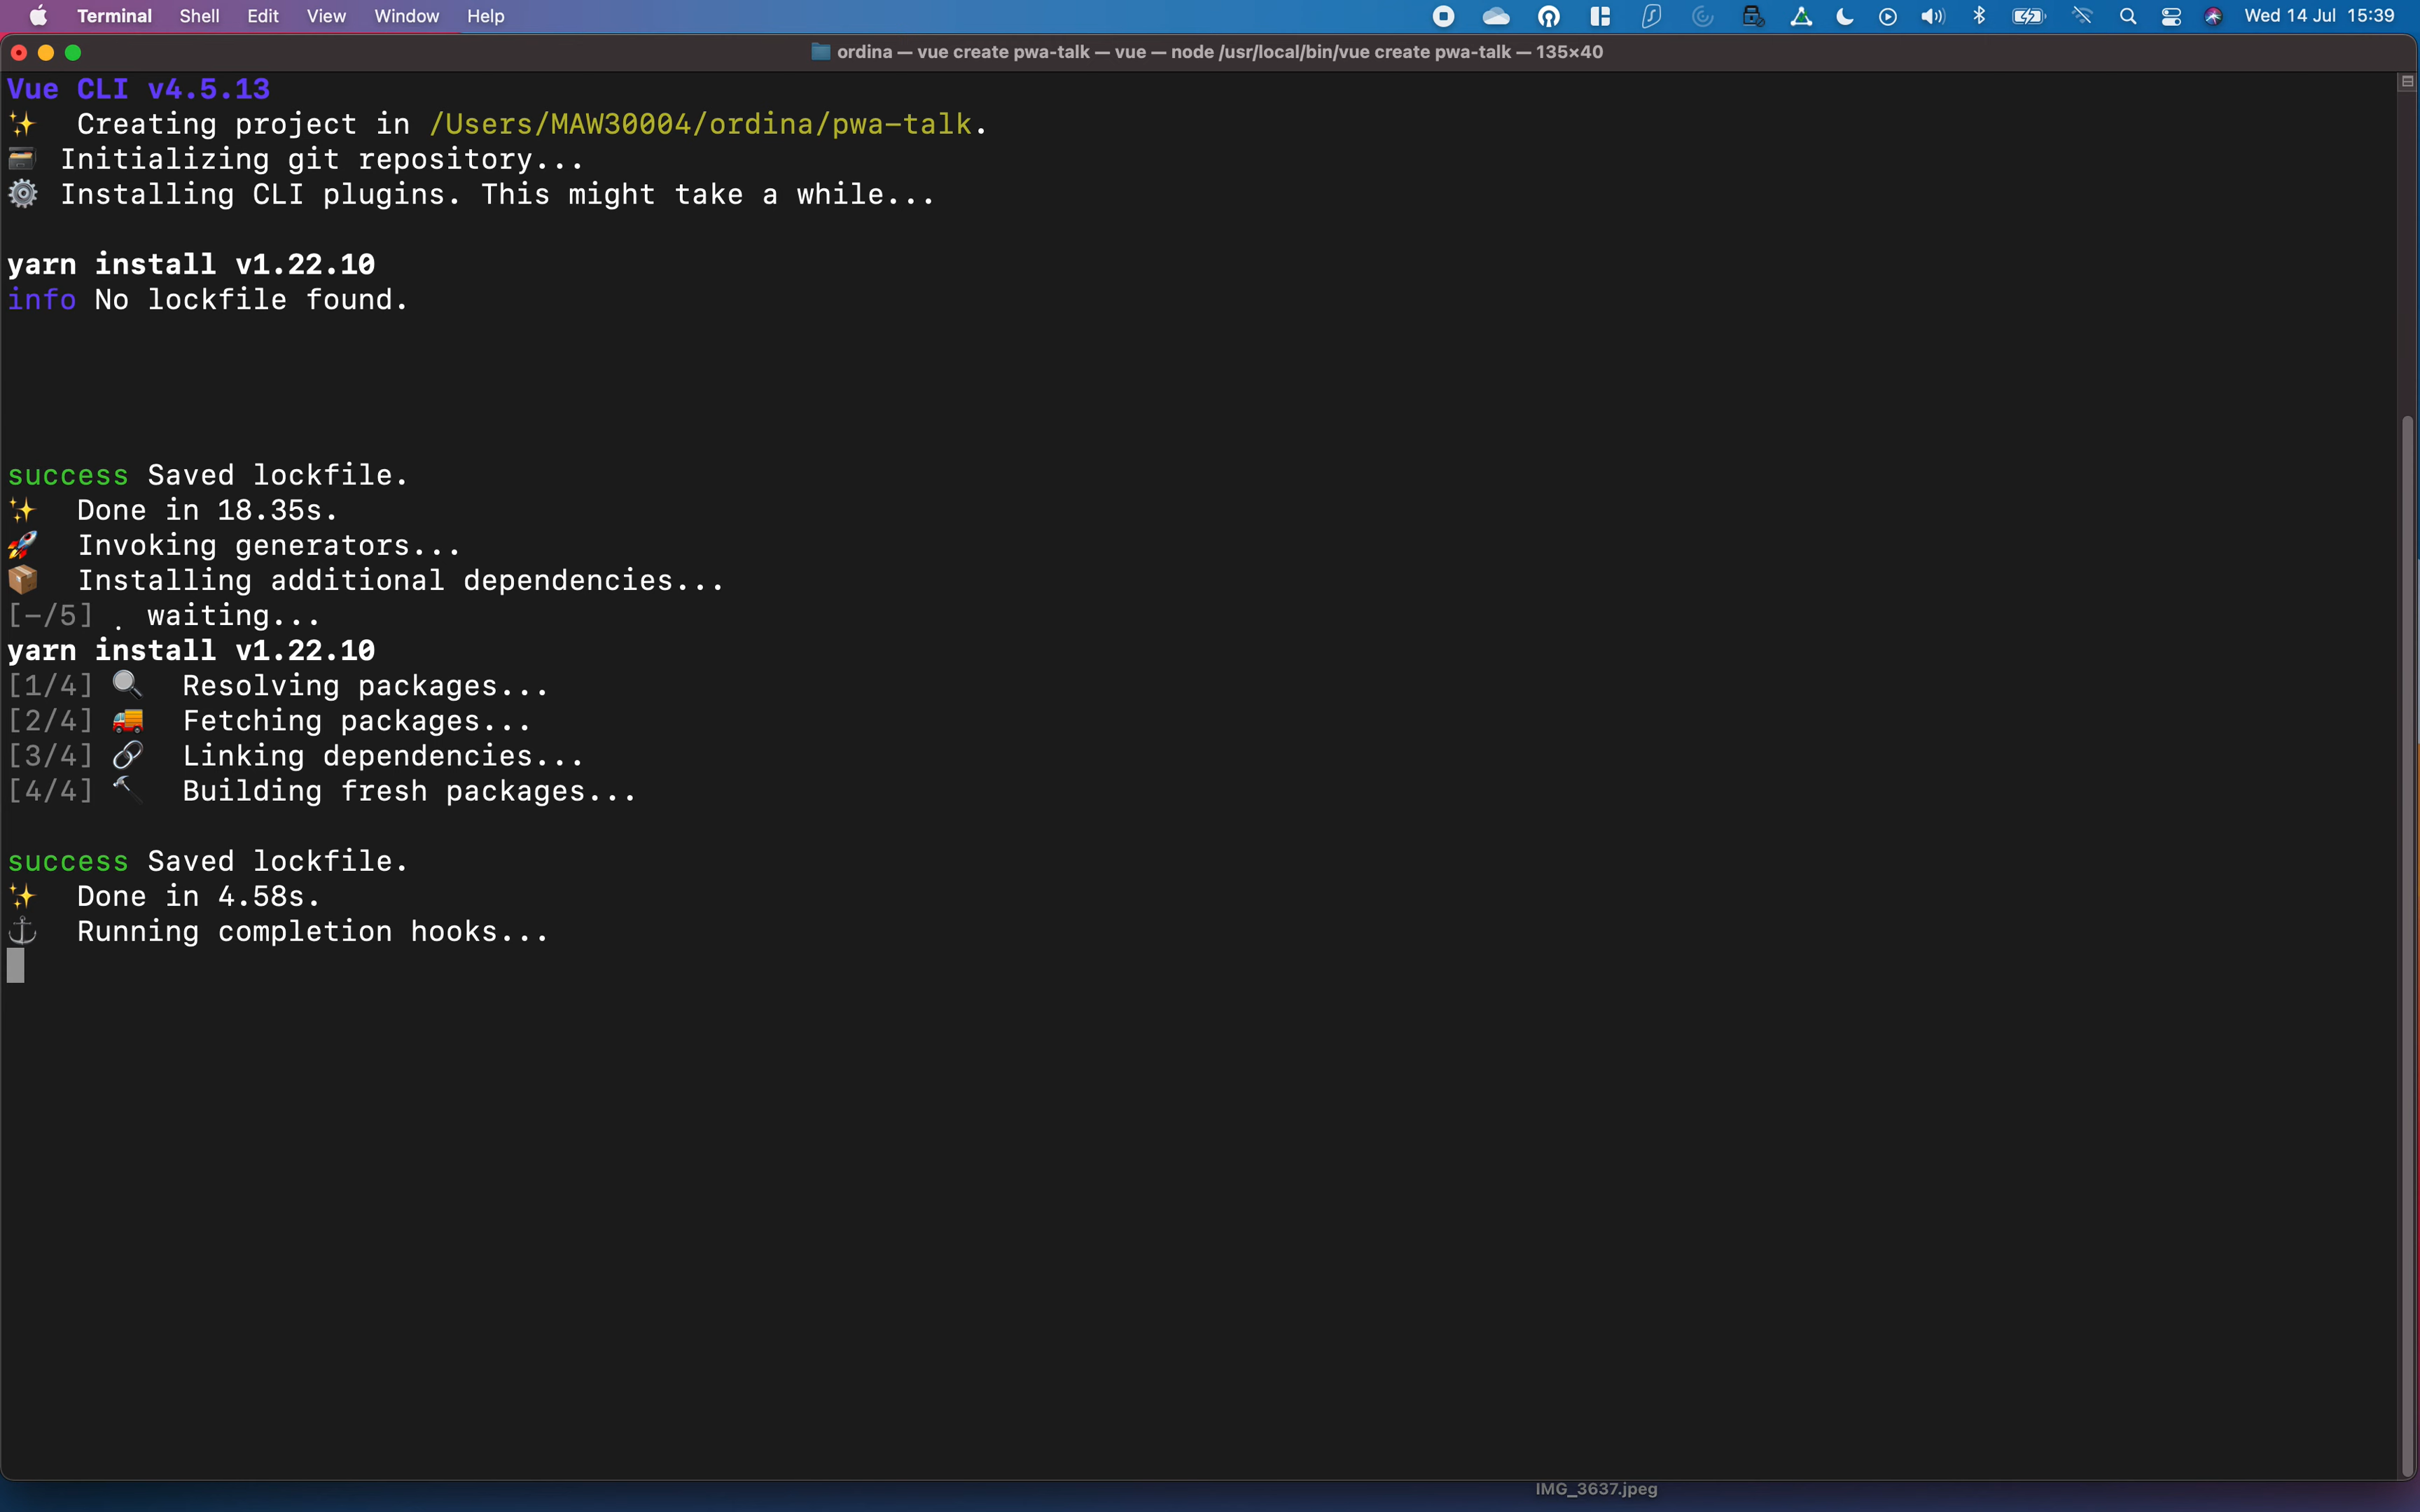 Terminal Shell Edit View Window Help Wed 14 Jul 15:39
ordina — vue create pwa-talk — vue — node /usr/local/bin/vue create pwa-talk — 135×40
Vue CLI v4.5.13
✨ Creating project in /Users/MAW30004/ordina/pwa-talk.
🗃 Initializing git repository...
⚙️ Installing CLI plugins. This might take a while...
yarn install v1.22.10
info No lockfile found.
success Saved lockfile.
✨ Done in 18.35s.
🚀 Invoking generators...
📦 Installing additional dependencies...
[-/5] . waiting...
yarn install v1.22.10
[1/4] 🔍 Resolving packages...
[2/4] 🚚 Fetching packages...
[3/4] 🔗 Linking dependencies...
[4/4] 🔨 Building fresh packages...
success Saved lockfile.
✨ Done in 4.58s.
⚓ Running completion hooks...
IMG_3637.jpeg